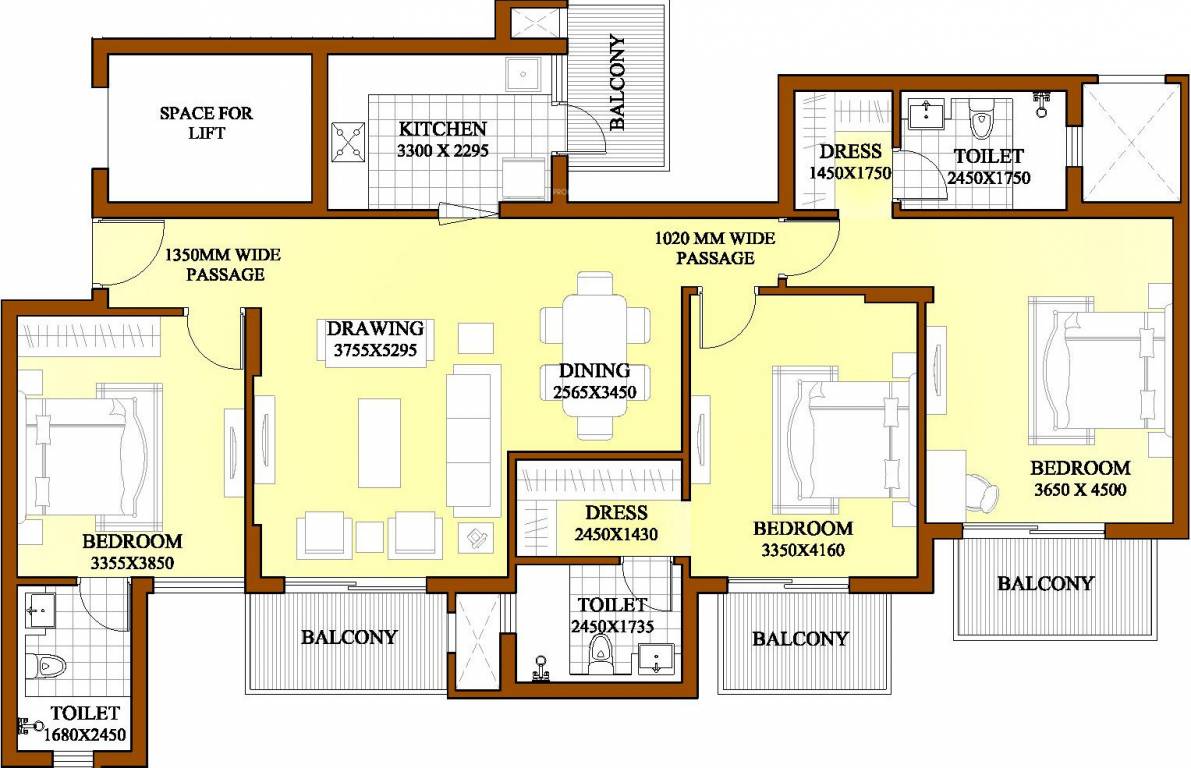 BALCONY
SPACE FOR
LIFT
KITCHEN
3300 X 2295
DRESS
1450X1750
TOILET
2450X1750
1350MM WIDE
PASSAGE
1020 MM WIDE
PASSAGE
DRAWING
3755X5295
DINING
2565X3450
BEDROOM
3650 X 4500
DRESS
2450X1430
BEDROOM
3350X4160
BEDROOM
3355X3850
BALCONY
TOILET
2450X1735
BALCONY
BALCONY
TOILET
1680X2450